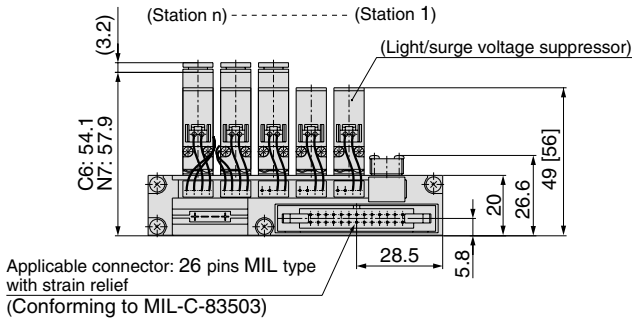 (Station n) - - - - - - - - - - - (Station 1)
(3.2)
(Light/surge voltage suppressor)
C6: 54.1
N7: 57.9
49 [56]
26.6
20
5.8
28.5
Applicable connector: 26 pins MIL type
with strain relief
(Conforming to MIL-C-83503)